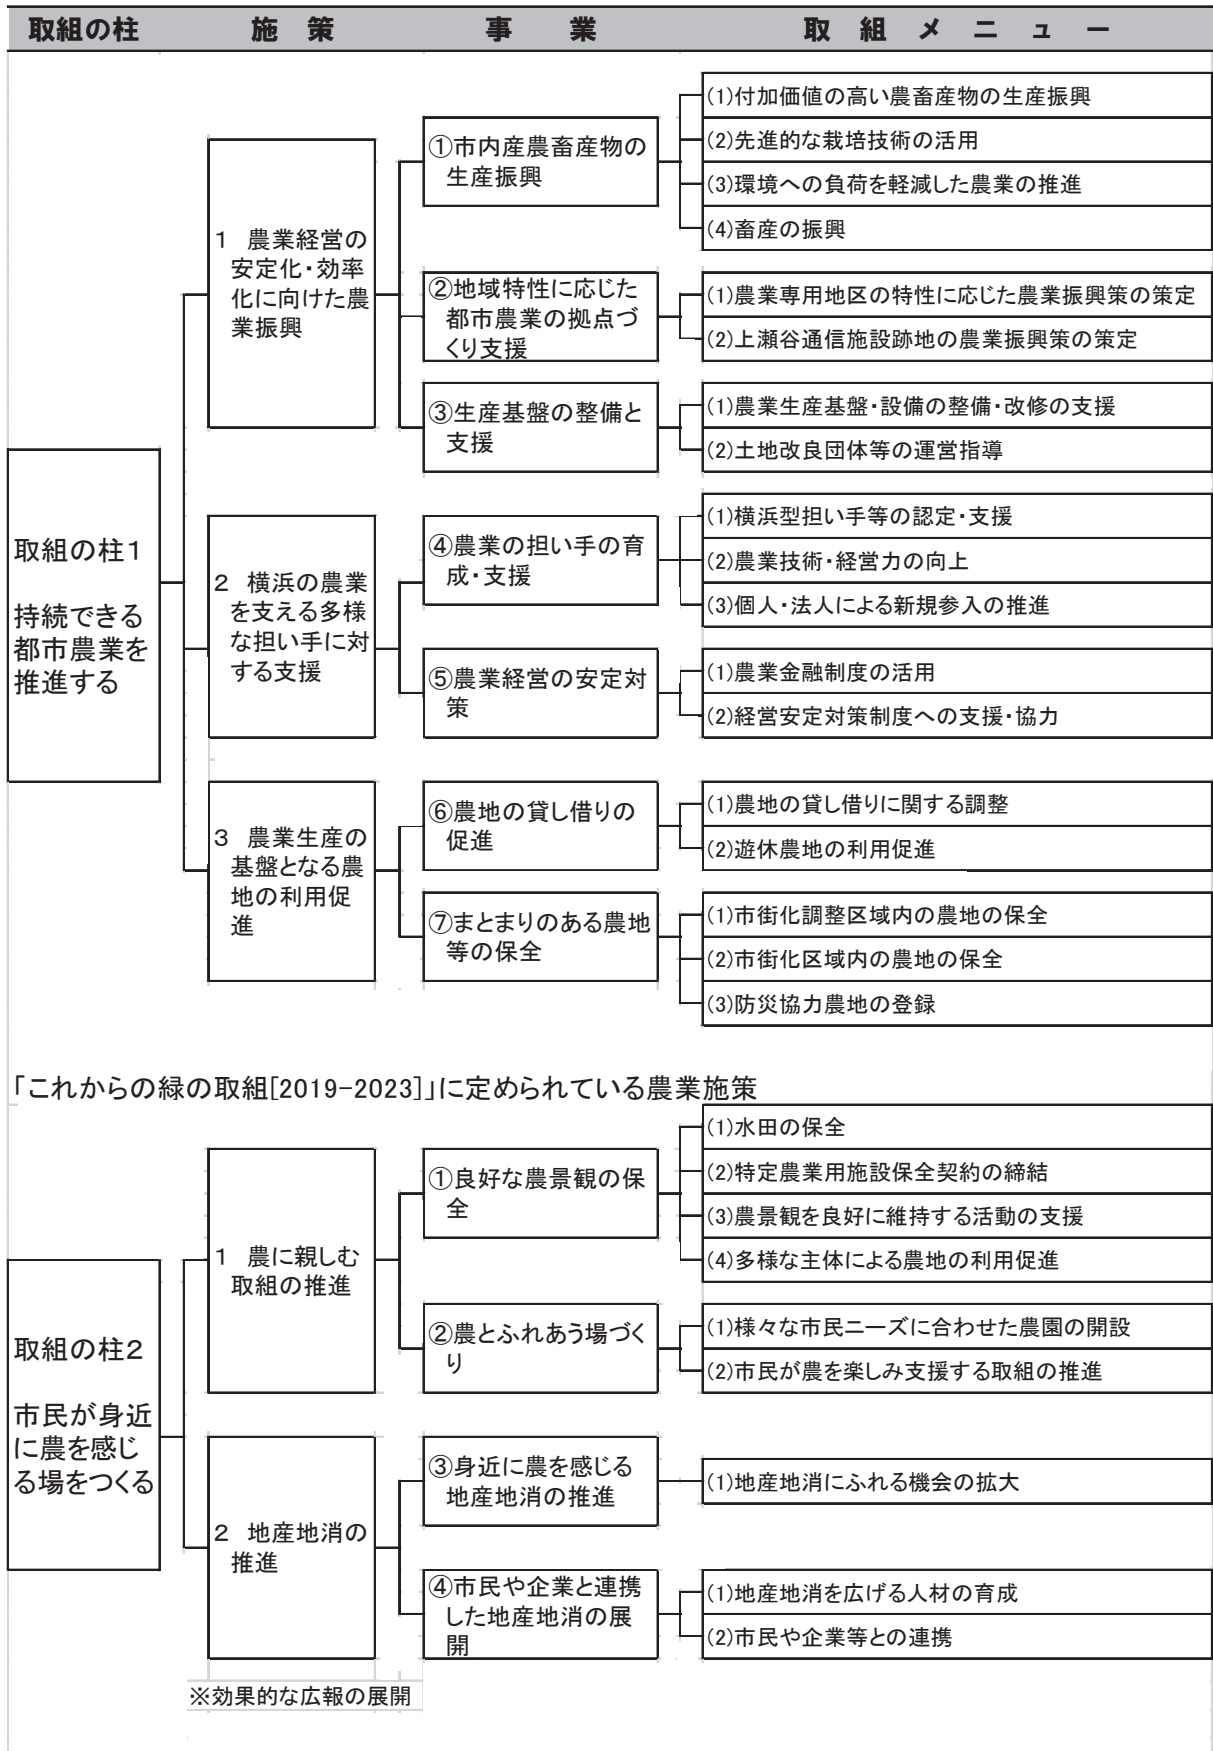 取組の柱 施 策 事 業 取 組 メ ニ ュ ー
取組の柱1
持続できる
都市農業を
推進する
1 農業経営の
安定化・効率
化に向けた農
業振興
①市内産農畜産物の
生産振興
(1)付加価値の高い農畜産物の生産振興
(2)先進的な栽培技術の活用
(3)環境への負荷を軽減した農業の推進
(4)畜産の振興
②地域特性に応じた
都市農業の拠点づ
くり支援
(1)農業専用地区の特性に応じた農業振興策の策定
(2)上瀬谷通信施設跡地の農業振興策の策定
③生産基盤の整備と
支援
(1)農業生産基盤・設備の整備・改修の支援
(2)土地改良団体等の運営指導
2 横浜の農業
を支える多様
な担い手に対
する支援
④農業の担い手の育
成・支援
(1)横浜型担い手等の認定・支援
(2)農業技術・経営力の向上
(3)個人・法人による新規参入の推進
⑤農業経営の安定対
策
(1)農業金融制度の活用
(2)経営安定対策制度への支援・協力
3 農業生産の
基盤となる農
地の利用促
進
⑥農地の貸し借りの
促進
(1)農地の貸し借りに関する調整
(2)遊休農地の利用促進
⑦まとまりのある農地
等の保全
(1)市街化調整区域内の農地の保全
(2)市街化区域内の農地の保全
(3)防災協力農地の登録
「これからの緑の取組[2019-2023]」に定められている農業施策
取組の柱2
市民が身近
に農を感じ
る場をつくる
1 農に親しむ
取組の推進
①良好な農景観の保
全
(1)水田の保全
(2)特定農業用施設保全契約の締結
(3)農景観を良好に維持する活動の支援
(4)多様な主体による農地の利用促進
②農とふれあう場づく
り
(1)様々な市民ニーズに合わせた農園の開設
(2)市民が農を楽しみ支援する取組の推進
2 地産地消の
推進
③身近に農を感じる
地産地消の推進
(1)地産地消にふれる機会の拡大
④市民や企業と連携
した地産地消の展
開
(1)地産地消を広げる人材の育成
(2)市民や企業等との連携
※効果的な広報の展開